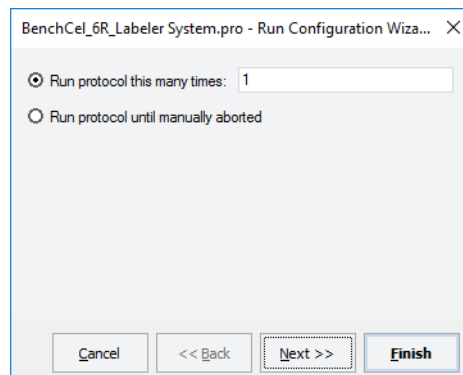 BenchCel_6R_Labeler System.pro - Run Configuration Wiza...
Run protocol this many times: 1
Run protocol until manually aborted
Cancel << Back Next >> Finish